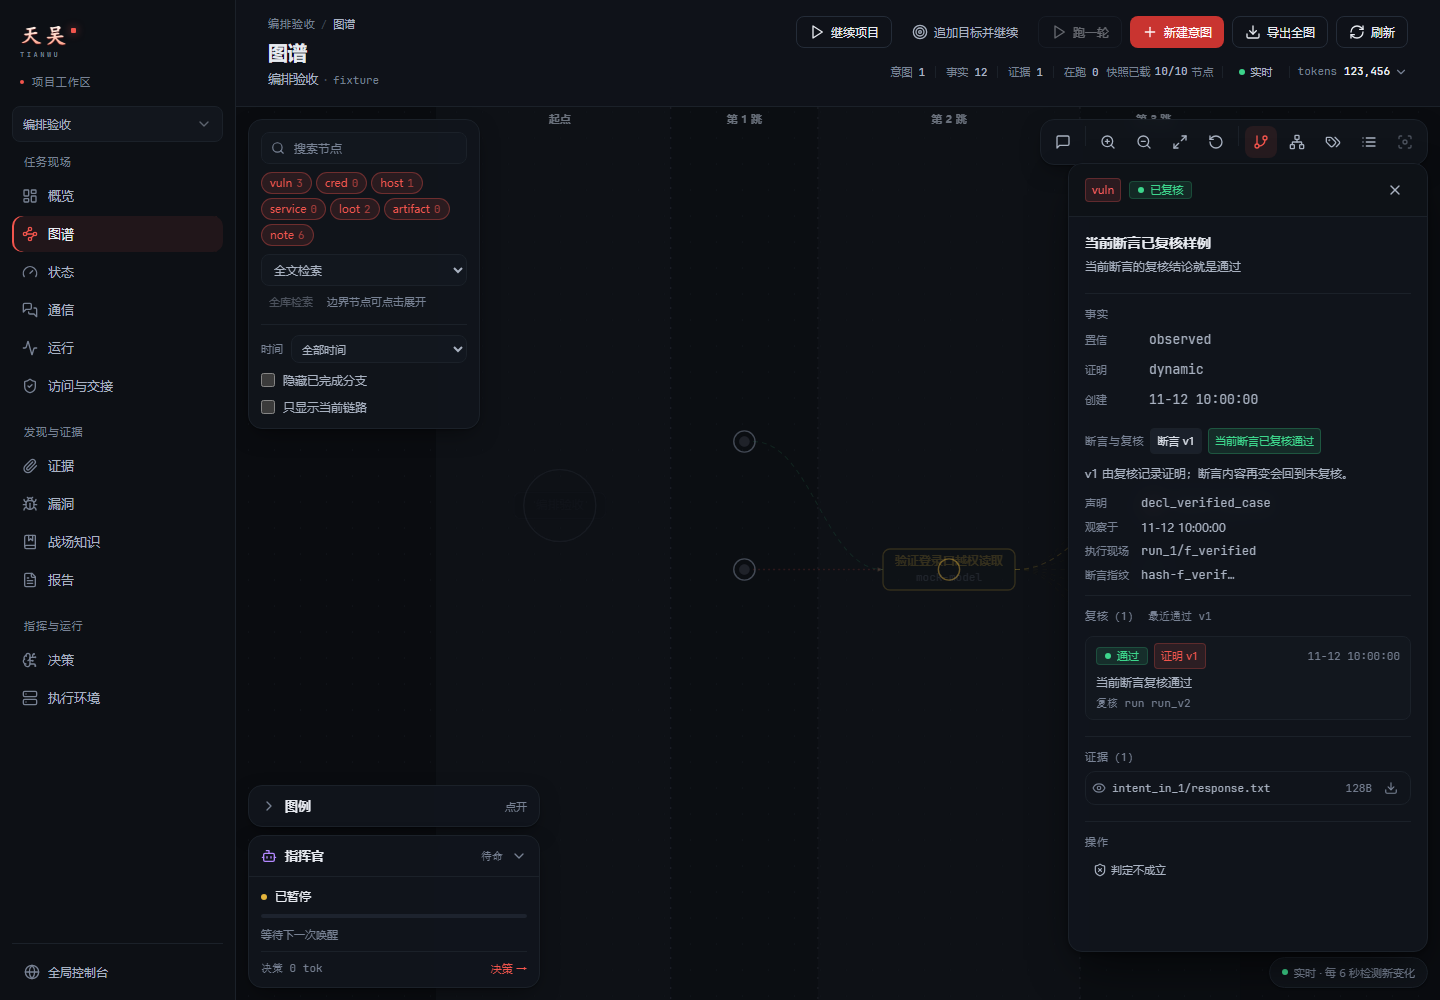 天吴
TIANWU
项目工作区
编排验收
任务现场
概览
图谱
状态
通信
运行
访问与交接
发现与证据
证据
漏洞
战场知识
报告
指挥与运行
决策
执行环境
全局控制台
编排验收 / 图谱
图谱
编排验收 · fixture
继续项目
追加目标并继续
跑一轮
新建意图
导出全图
刷新
意图 1
事实 12
证据 1
在跑 0
快照已载 10/10 节点
实时
tokens 123,456
起点
第 1 跳
第 2 跳
第 3 跳
搜索节点
vuln 3
cred 0
host 1
service 0
loot 2
artifact 0
note 6
全文检索
全库检索 边界节点可点击展开
时间 全部时间
隐藏已完成分支
只显示当前链路
mock-model
图例 点开
指挥官 待命
已暂停
等待下一次唤醒
决策 0 tok 决策 →
vuln 已复核
当前断言已复核样例
当前断言的复核结论就是通过
事实
置信 observed
证明 dynamic
创建 11-12 10:00:00
断言与复核 断言 v1 当前断言已复核通过
v1 由复核记录证明；断言内容再变会回到未复核。
声明 decl_verified_case
观察于 11-12 10:00:00
执行现场 run_1/f_verified
断言指纹 hash-f_verif…
复核 (1) 最近通过 v1
通过 证明 v1 11-12 10:00:00
当前断言复核通过
复核 run run_v2
证据 (1)
intent_in_1/response.txt 128B
操作
判定不成立
实时 · 每 6 秒检测新变化